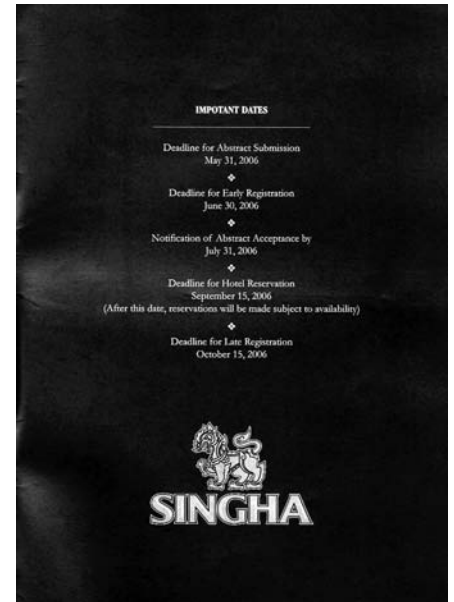 IMPOTANT DATES
Deadline for Abstract Submission
May 31, 2006
Deadline for Early Registration
June 30, 2006
Notification of Abstract Acceptance by
July 31, 2006
Deadline for Hotel Reservation
September 15, 2006
(After this date, reservations will be made subject to availability)
Deadline for Late Registration
October 15, 2006
SINGHA